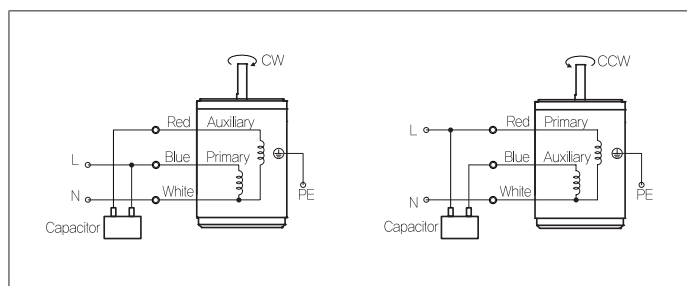 CW
Red Auxiliary
L Blue Primary
N White
PE
Capacitor
CCW
L Red Primary
Blue Auxiliary
N White
PE
Capacitor